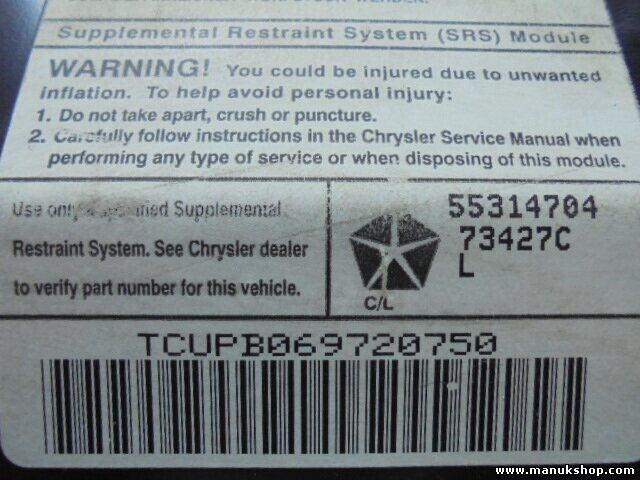 Supplemental Restraint System (SRS) Module
WARNING! You could be injured due to unwanted
inflation. To help avoid personal injury:
1. Do not take apart, crush or puncture.
2. Carefully follow instructions in the Chrysler Service Manual when
performing any type of service or when disposing of this module.
Use only a specified Supplemental
Restraint System. See Chrysler dealer
to verify part number for this vehicle.
C/L
55314704
73427C
L
TCUPB069720750
www.manukshop.com